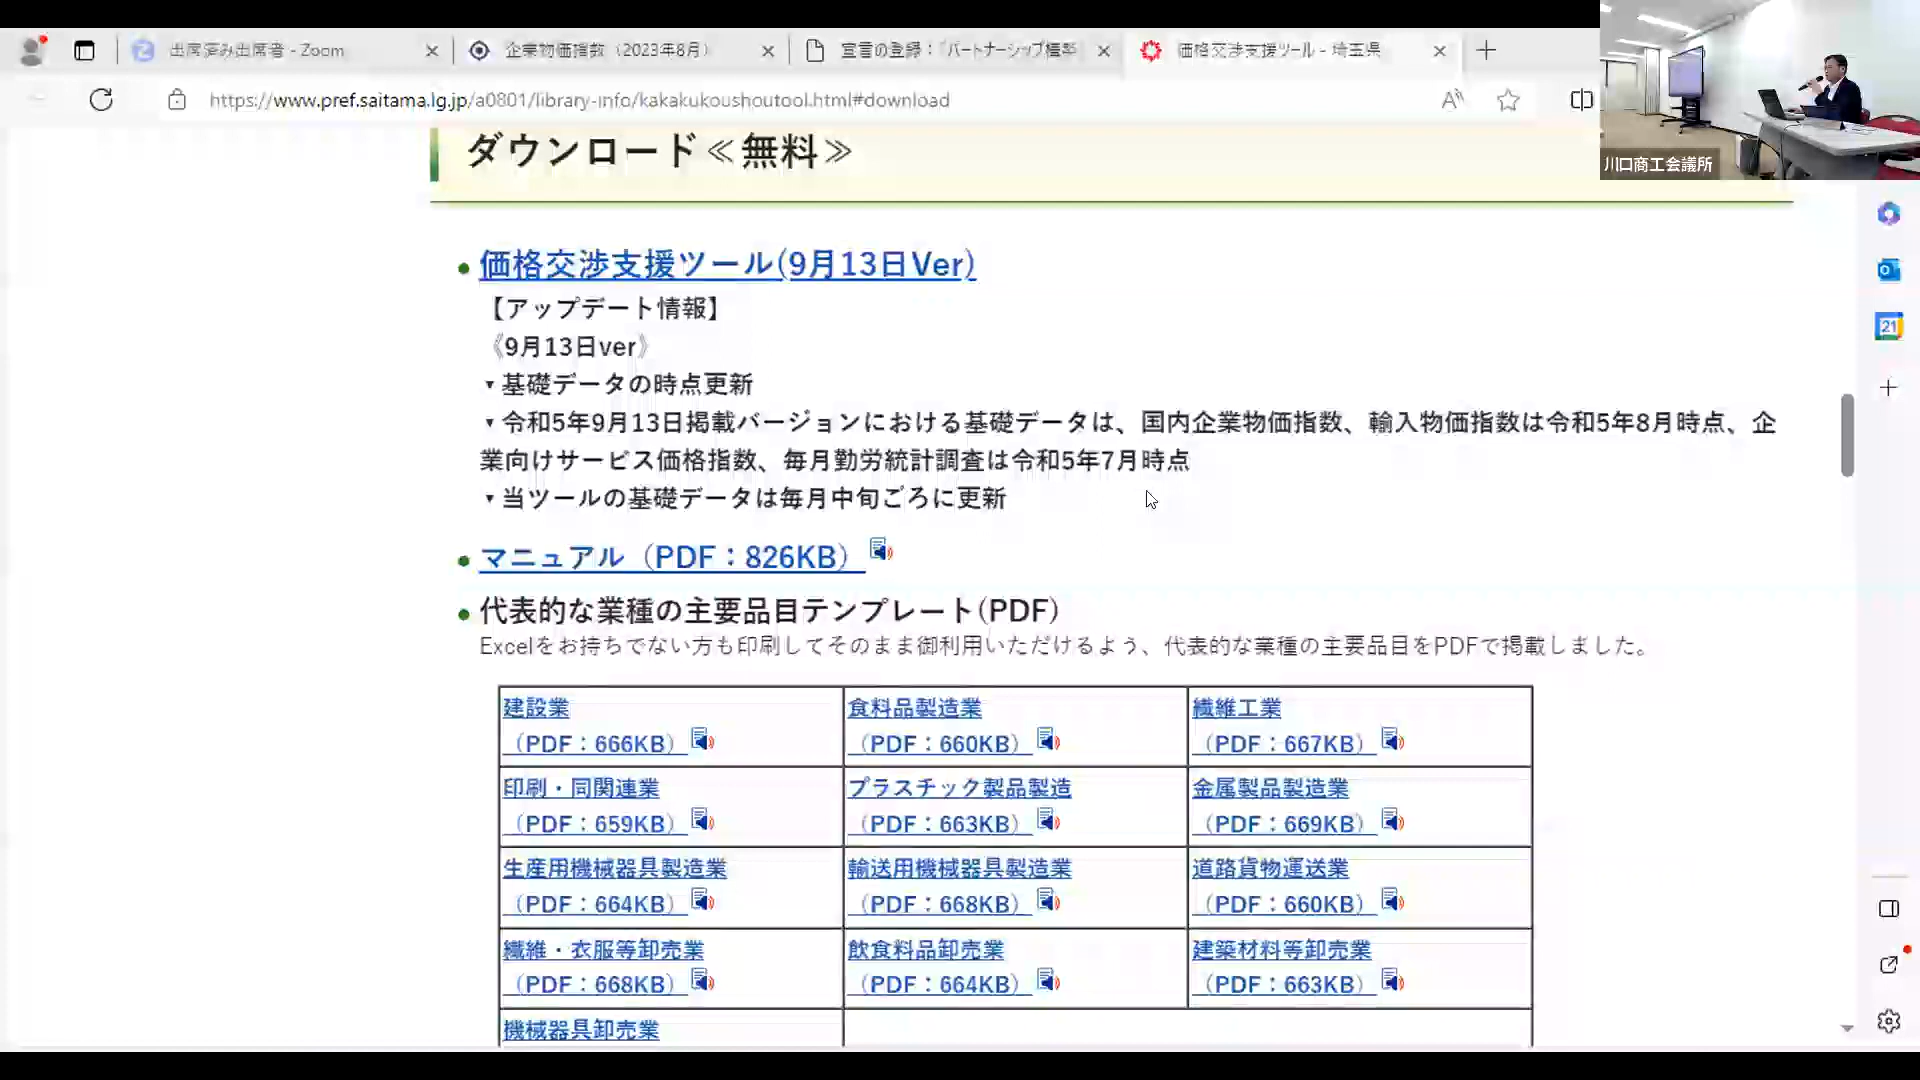 出席済み出席者 - Zoom
企業物価指数（2023年8月）
宣言の登録：「パートナーシップ構築
価格交渉支援ツール - 埼玉県
https://www.pref.saitama.lg.jp/a0801/library-info/kakakukoushoutool.html#download
川口商工会議所
ダウンロード≪無料≫
価格交渉支援ツール(9月13日Ver)
【アップデート情報】
《9月13日ver》
▾基礎データの時点更新
▾令和5年9月13日掲載バージョンにおける基礎データは、国内企業物価指数、輸入物価指数は令和5年8月時点、企
業向けサービス価格指数、毎月勤労統計調査は令和5年7月時点
▾当ツールの基礎データは毎月中旬ごろに更新
マニュアル（PDF：826KB）
代表的な業種の主要品目テンプレート(PDF)
Excelをお持ちでない方も印刷してそのまま御利用いただけるよう、代表的な業種の主要品目をPDFで掲載しました。
建設業
（PDF：666KB）
食料品製造業
（PDF：660KB）
繊維工業
（PDF：667KB）
印刷・同関連業
（PDF：659KB）
プラスチック製品製造
（PDF：663KB）
金属製品製造業
（PDF：669KB）
生産用機械器具製造業
（PDF：664KB）
輸送用機械器具製造業
（PDF：668KB）
道路貨物運送業
（PDF：660KB）
繊維・衣服等卸売業
（PDF：668KB）
飲食料品卸売業
（PDF：664KB）
建築材料等卸売業
（PDF：663KB）
機械器具卸売業
21